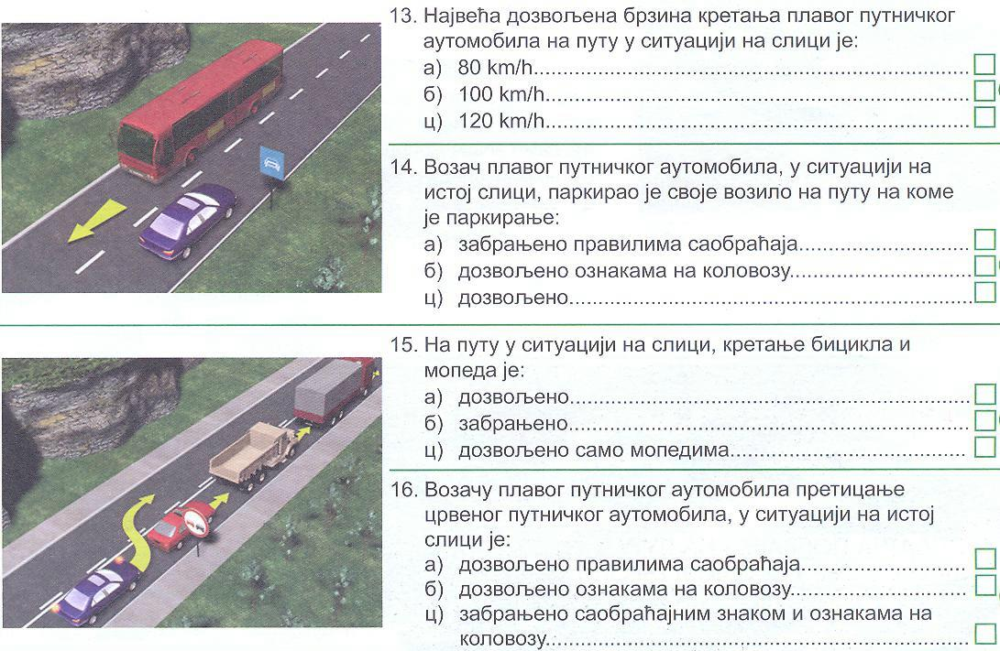 13. Највећа дозвољена брзина кретања плавог путничког
аутомобила на путу у ситуацији на слици је:
а) 80 km/h
б) 100 km/h
ц) 120 km/h
14. Возач плавог путничког аутомобила, у ситуацији на
истој слици, паркирао је своје возило на путу на коме
је паркирање:
а) забрањено правилима саобраћаја
б) дозвољено ознакама на коловозу
ц) дозвољено
15. На путу у ситуацији на слици, кретање бицикла и
мопеда је:
а) дозвољено
б) забрањено
ц) дозвољено само мопедима
16. Возачу плавог путничког аутомобила претицање
црвеног путничког аутомобила, у ситуацији на истој
слици је:
а) дозвољено правилима саобраћаја
б) дозвољено ознакама на коловозу
ц) забрањено саобраћајним знаком и ознакама на
коловозу